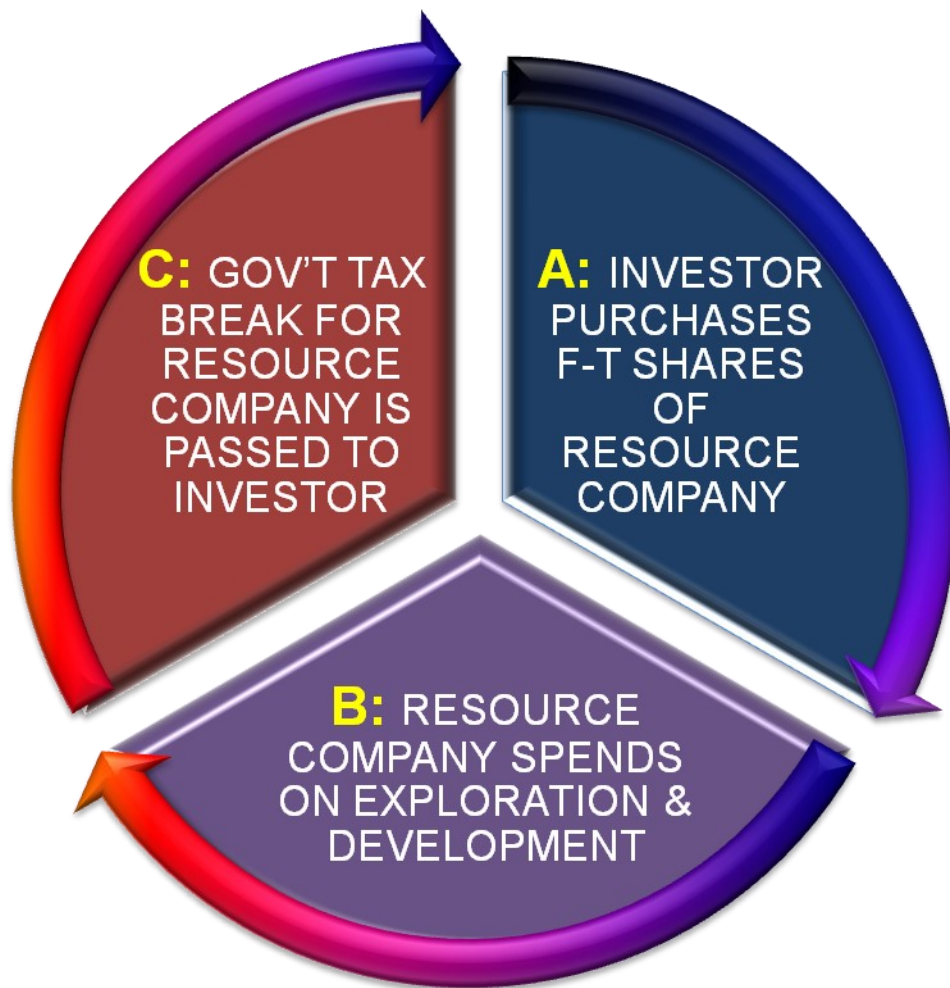 A: INVESTOR
PURCHASES
F-T SHARES
OF
RESOURCE
COMPANY
B: RESOURCE
COMPANY SPENDS
ON EXPLORATION &
DEVELOPMENT
C: GOV'T TAX
BREAK FOR
RESOURCE
COMPANY IS
PASSED TO
INVESTOR